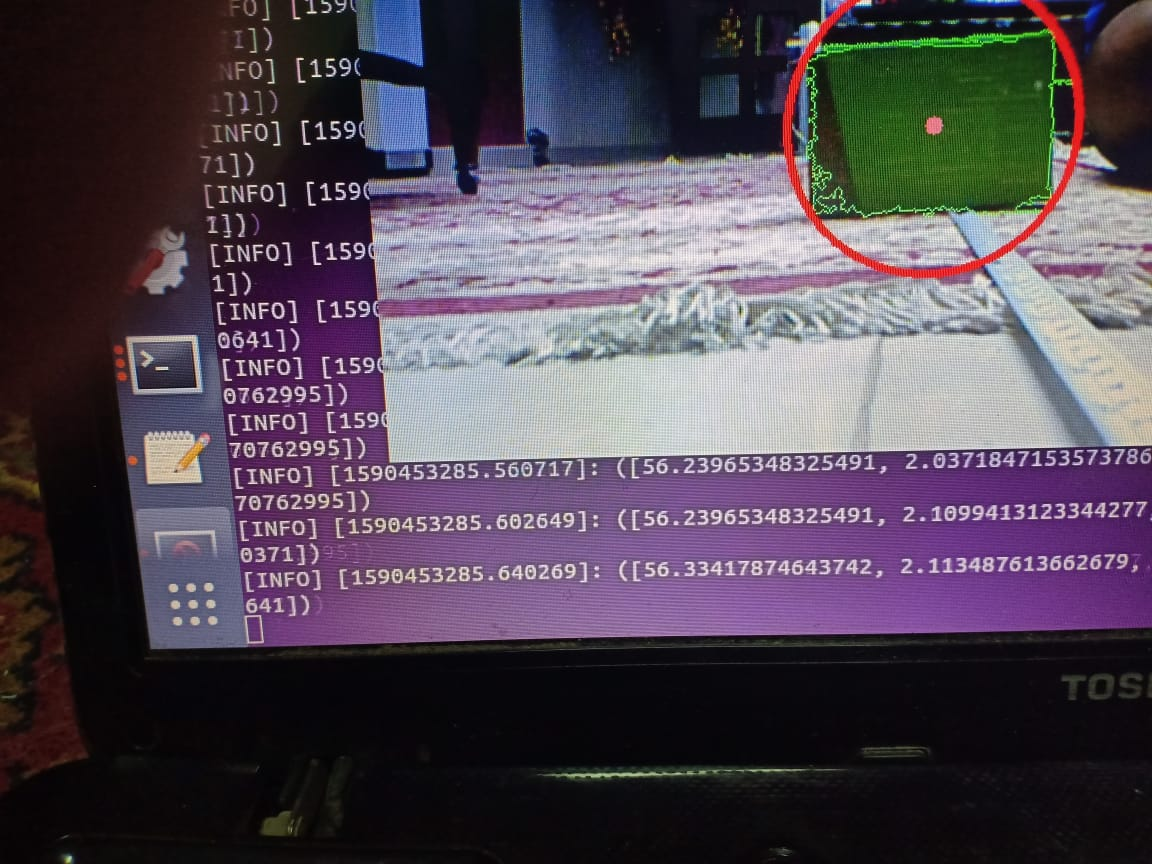 FO] [1590
I])
NFO] [1590
1])])
[INFO] [1590
71])
[INFO] [1590
I]))
[INFO] [1590
1])
[INFO] [1590
0641])
[INFO] [1590
0762995])
[INFO] [1590
70762995])
[INFO] [1590453285.560717]: ([56.23965348325491, 2.0371847153573786
70762995])
[INFO] [1590453285.602649]: ([56.23965348325491, 2.1099413123344277,
0371])95])
[INFO] [1590453285.640269]: ([56.33417874643742, 2.113487613662679,
641]))
TOS